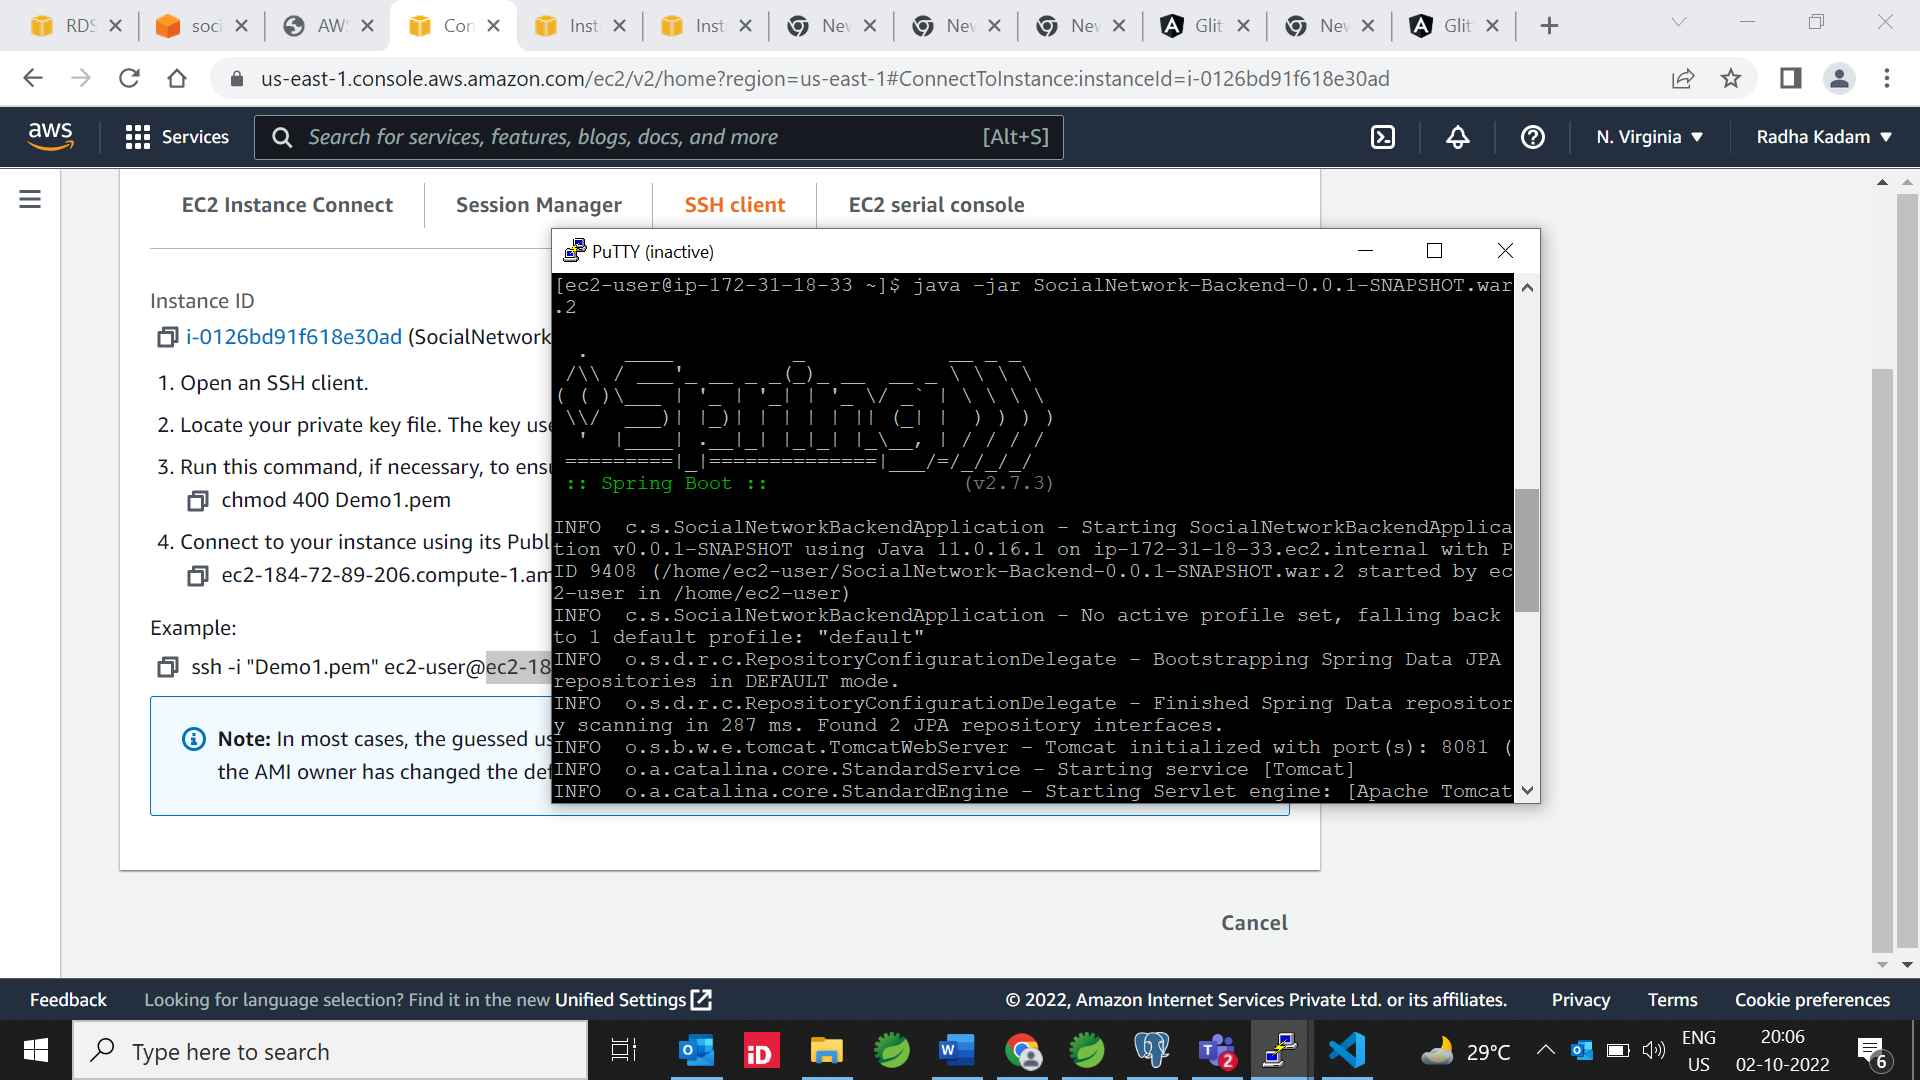 RDS
soci
AW
Con
Inst
Inst
Nev
Nev
Nev
Glit
Nev
Glit
us-east-1.console.aws.amazon.com/ec2/v2/home?region=us-east-1#ConnectToInstance:instanceId=i-0126bd91f618e30ad
aws
Services
Search for services, features, blogs, docs, and more
[Alt+S]
N. Virginia
Radha Kadam
EC2 Instance Connect
Session Manager
SSH client
EC2 serial console
Instance ID
i-0126bd91f618e30ad (SocialNetwork
1. Open an SSH client.
2. Locate your private key file. The key use
3. Run this command, if necessary, to ensu
chmod 400 Demo1.pem
4. Connect to your instance using its Publ
ec2-184-72-89-206.compute-1.am
Example:
ssh -i "Demo1.pem" ec2-user@ec2-18
Note: In most cases, the guessed us
the AMI owner has changed the def
PuTTY (inactive)
[ec2-user@ip-172-31-18-33 ~]$ java -jar SocialNetwork-Backend-0.0.1-SNAPSHOT.war
.2
Spring
:: Spring Boot :: (v2.7.3)
INFO c.s.SocialNetworkBackendApplication - Starting SocialNetworkBackendApplica
tion v0.0.1-SNAPSHOT using Java 11.0.16.1 on ip-172-31-18-33.ec2.internal with P
ID 9408 (/home/ec2-user/SocialNetwork-Backend-0.0.1-SNAPSHOT.war.2 started by ec
2-user in /home/ec2-user)
INFO c.s.SocialNetworkBackendApplication - No active profile set, falling back
to 1 default profile: "default"
INFO o.s.d.r.c.RepositoryConfigurationDelegate - Bootstrapping Spring Data JPA
repositories in DEFAULT mode.
INFO o.s.d.r.c.RepositoryConfigurationDelegate - Finished Spring Data repositor
y scanning in 287 ms. Found 2 JPA repository interfaces.
INFO o.s.b.w.e.tomcat.TomcatWebServer - Tomcat initialized with port(s): 8081 (
INFO o.a.catalina.core.StandardService - Starting service [Tomcat]
INFO o.a.catalina.core.StandardEngine - Starting Servlet engine: [Apache Tomcat
Cancel
Feedback
Looking for language selection? Find it in the new Unified Settings
© 2022, Amazon Internet Services Private Ltd. or its affiliates.
Privacy
Terms
Cookie preferences
Type here to search
iD
2
29°C
ENG
US
20:06
02-10-2022
6